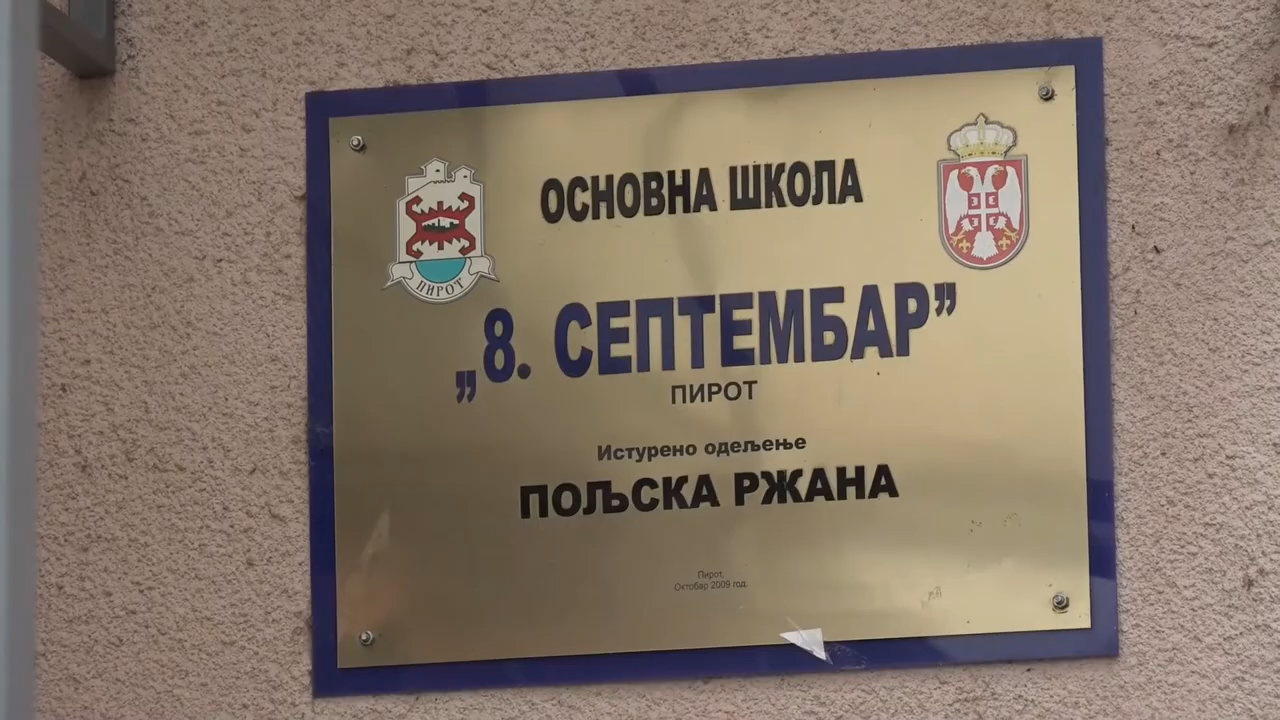 ОСНОВНА ШКОЛА
ПИРОТ
„8. СЕПТЕМБАР”
ПИРОТ
Истурено одељење
ПОЉСКА РЖАНА
Пирот,
Октобар 2009 год.